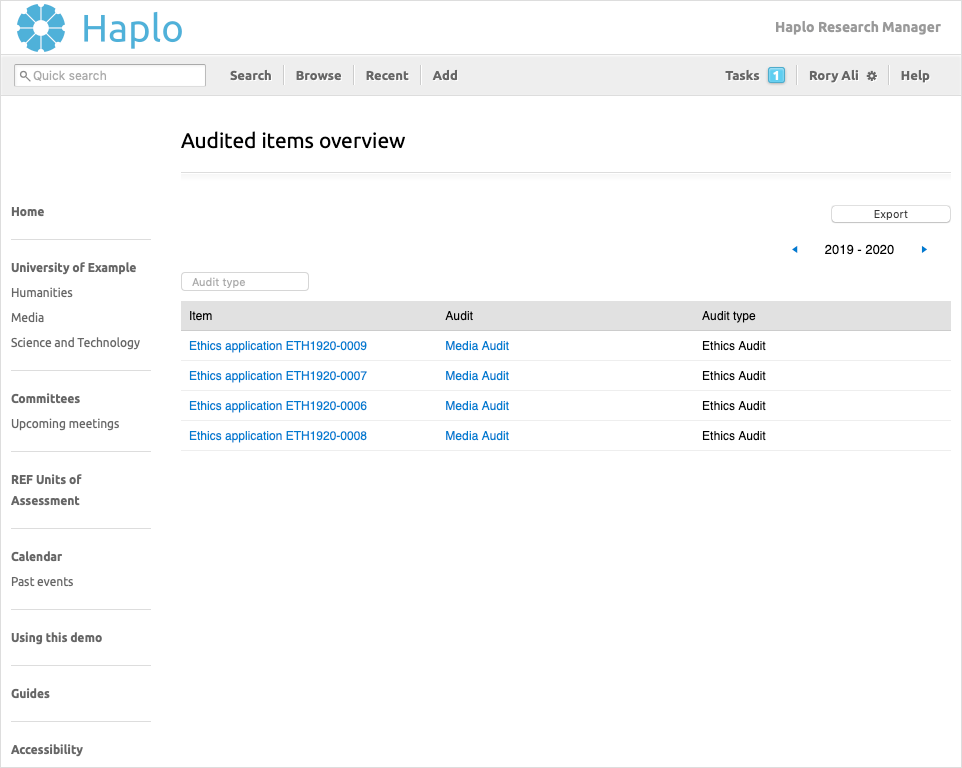 Haplo
Haplo Research Manager
Quick search
Search
Browse
Recent
Add
Tasks 1
Rory Ali
Help
Audited items overview
Home
University of Example
Humanities
Media
Science and Technology
Committees
Upcoming meetings
REF Units of
Assessment
Calendar
Past events
Using this demo
Guides
Accessibility
Export
2019 - 2020
Audit type
Item Audit Audit type
Ethics application ETH1920-0009 Media Audit Ethics Audit
Ethics application ETH1920-0007 Media Audit Ethics Audit
Ethics application ETH1920-0006 Media Audit Ethics Audit
Ethics application ETH1920-0008 Media Audit Ethics Audit